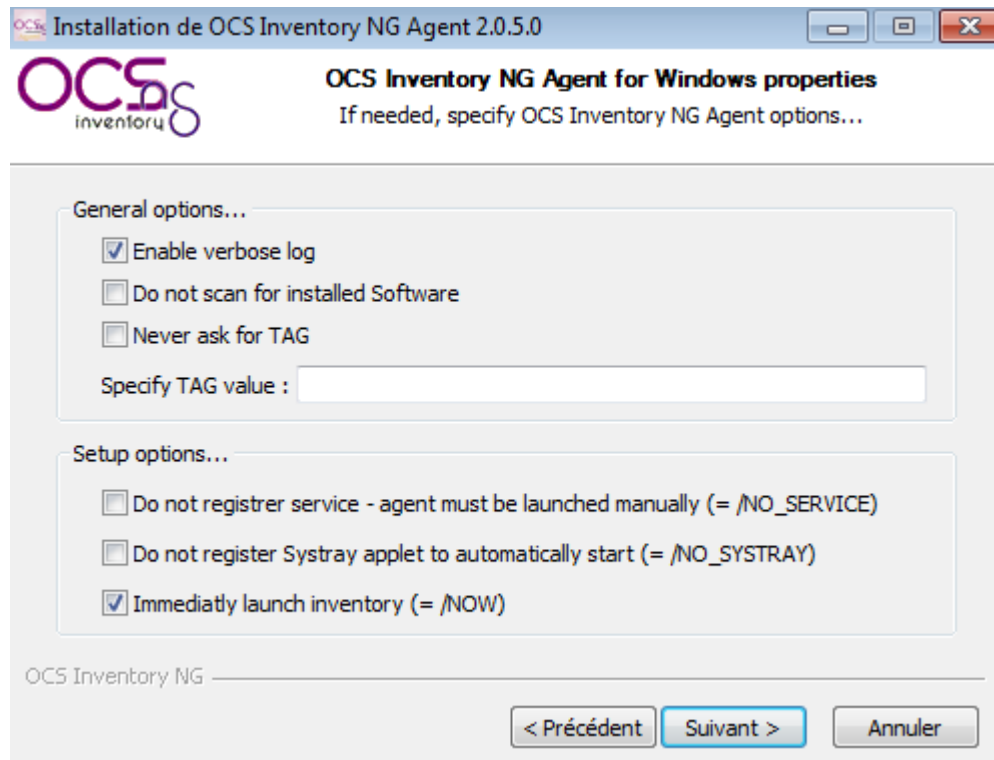 Installation de OCS Inventory NG Agent 2.0.5.0
OCS inventory
OCS Inventory NG Agent for Windows properties
If needed, specify OCS Inventory NG Agent options...
General options...
Enable verbose log
Do not scan for installed Software
Never ask for TAG
Specify TAG value :
Setup options...
Do not registrer service - agent must be launched manually (= /NO_SERVICE)
Do not register Systray applet to automatically start (= /NO_SYSTRAY)
Immediatly launch inventory (= /NOW)
OCS Inventory NG
< Précédent Suivant > Annuler